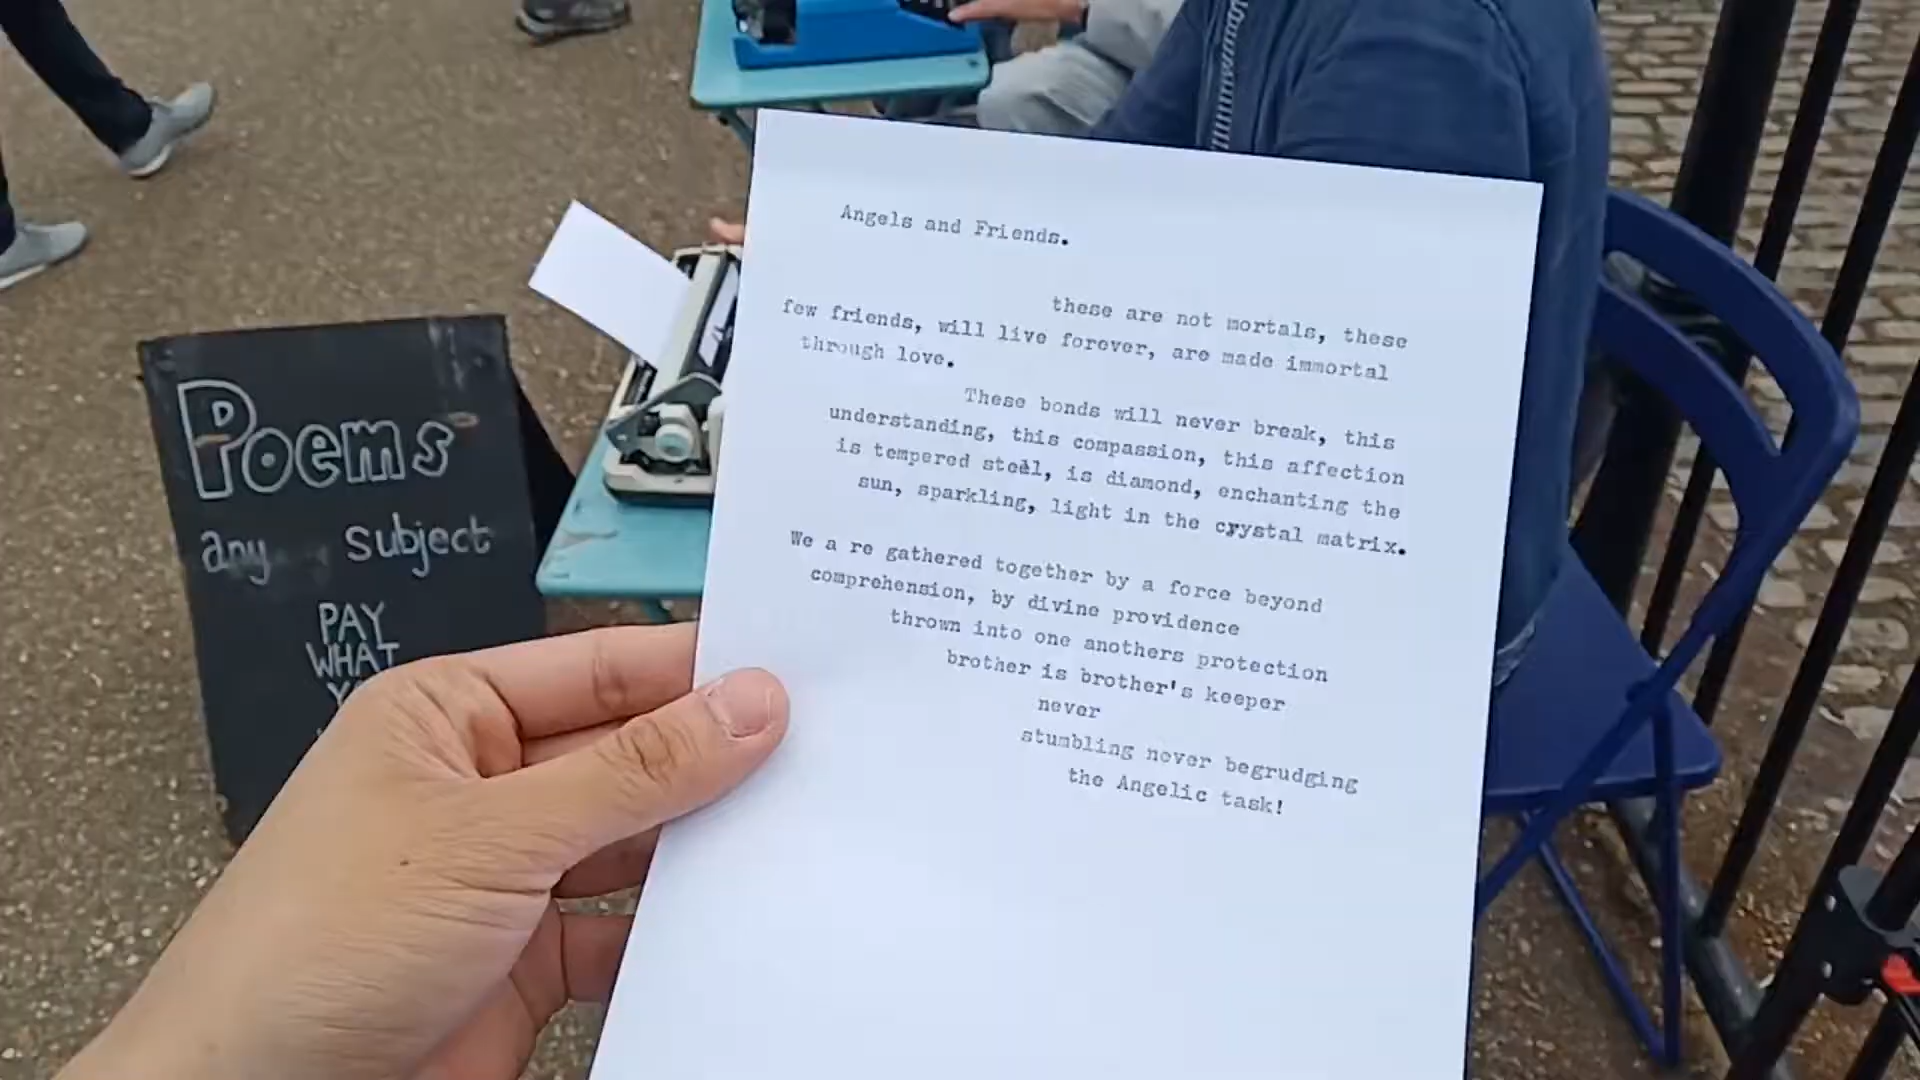 Angels and Friends.
these are not mortals, these
few friends, will live forever, are made immortal
through love.
These bonds will never break, this
understanding, this compassion, this affection
is tempered steel, is diamond, enchanting the
sun, sparkling, light in the crystal matrix.
We a re gathered together by a force beyond
comprehension, by divine providence
thrown into one anothers protection
brother is brother's keeper
never
stumbling never begrudging
the Angelic task!
Poems
any subject
PAY
WHAT